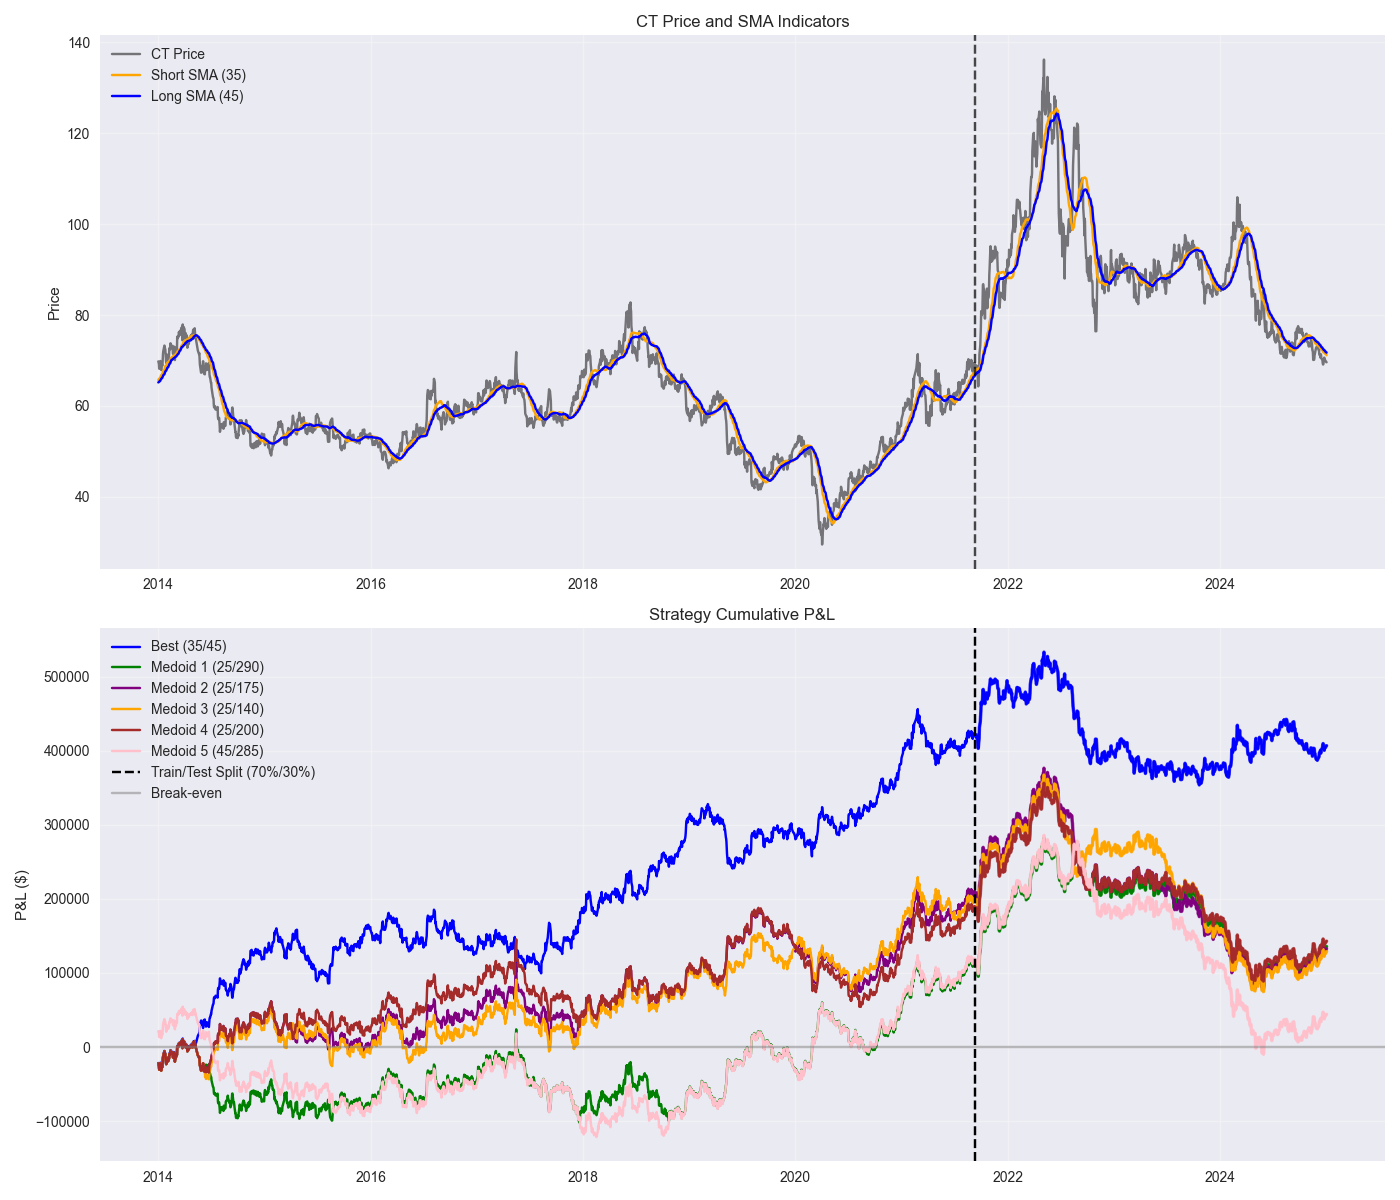 CT Price and SMA Indicators
CT Price
Short SMA (35)
Long SMA (45)
Price
140
120
100
80
60
40
2014
2016
2018
2020
2022
2024
Strategy Cumulative P&L
Best (35/45)
Medoid 1 (25/290)
Medoid 2 (25/175)
Medoid 3 (25/140)
Medoid 4 (25/200)
Medoid 5 (45/285)
Train/Test Split (70%/30%)
Break-even
P&L ($)
500000
400000
300000
200000
100000
0
−100000
2014
2016
2018
2020
2022
2024